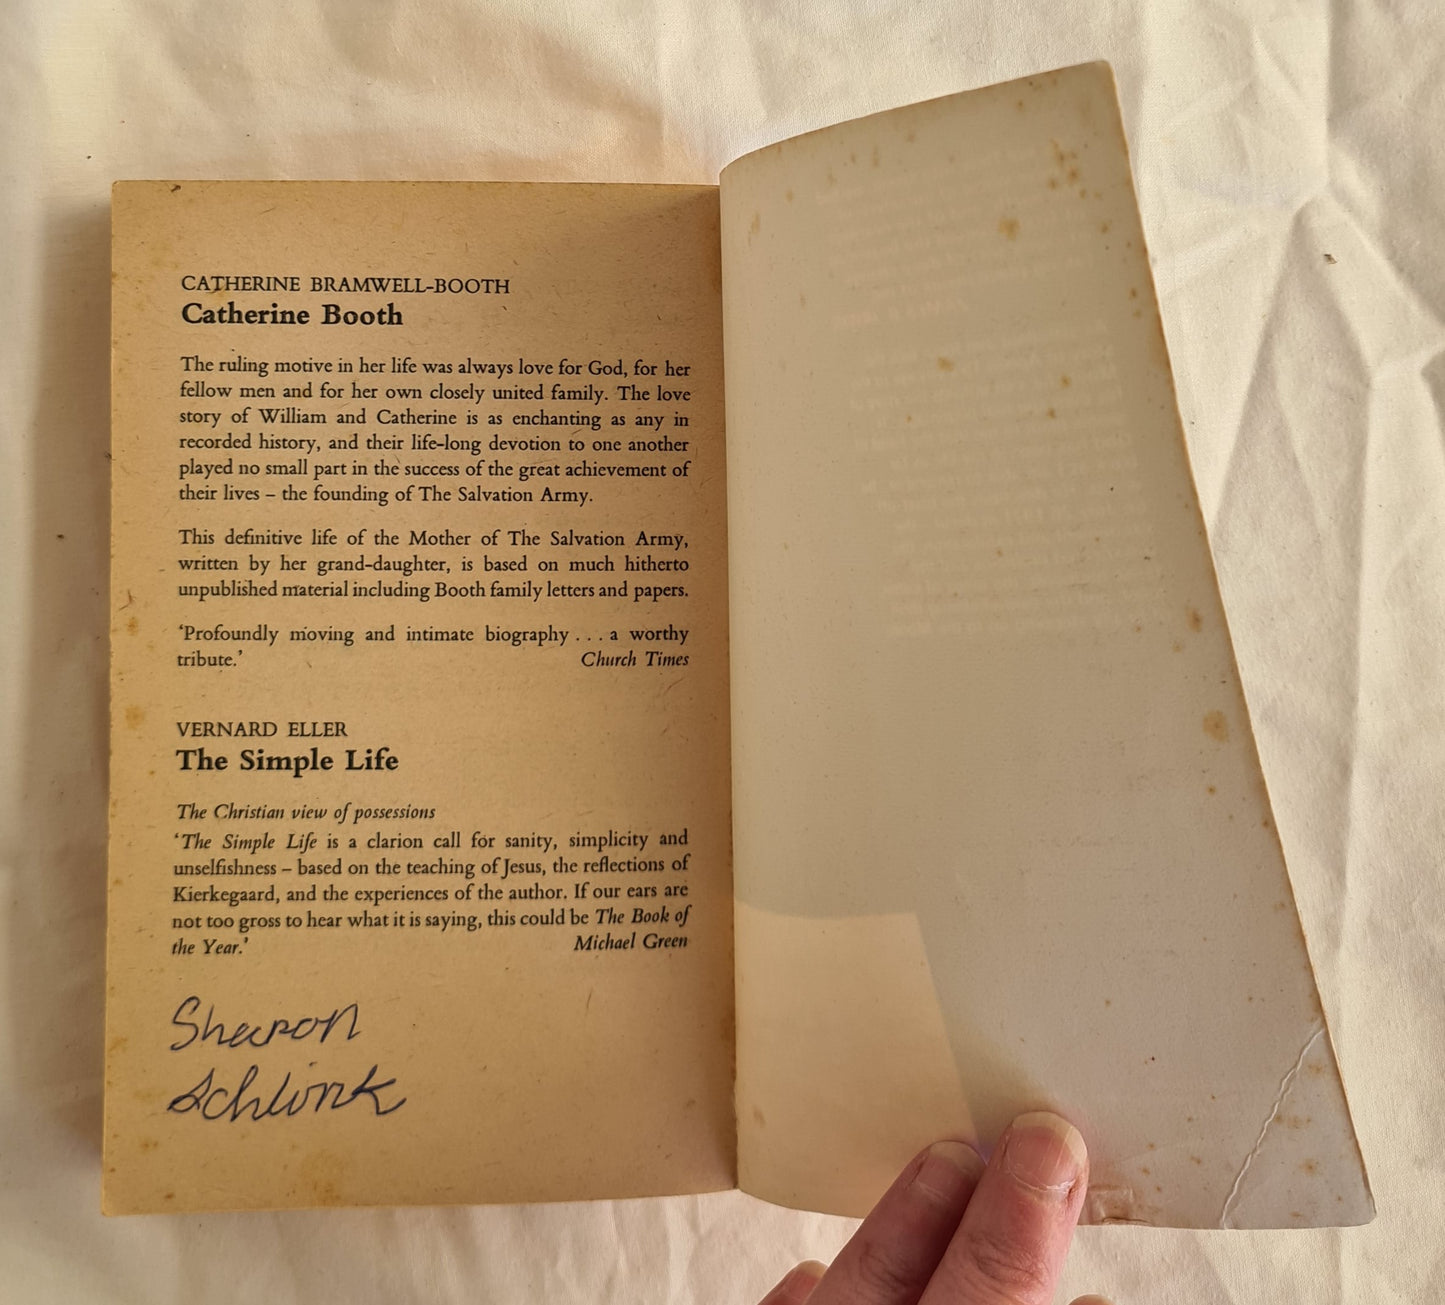 CATHERINE BRAMWELL-BOOTH
Catherine Booth
The ruling motive in her life was always love for God, for her
fellow men and for her own closely united family. The love
story of William and Catherine is as enchanting as any in
recorded history, and their life-long devotion to one another
played no small part in the success of the great achievement of
their lives – the founding of The Salvation Army.
This definitive life of the Mother of The Salvation Army,
written by her grand-daughter, is based on much hitherto
unpublished material including Booth family letters and papers.
‘Profoundly moving and intimate biography . . . a worthy
tribute.’ Church Times
VERNARD ELLER
The Simple Life
The Christian view of possessions
‘The Simple Life is a clarion call for sanity, simplicity and
unselfishness – based on the teaching of Jesus, the reflections of
Kierkegaard, and the experiences of the author. If our ears are
not too gross to hear what it is saying, this could be The Book of
the Year.’ Michael Green
Sharon
Schlink